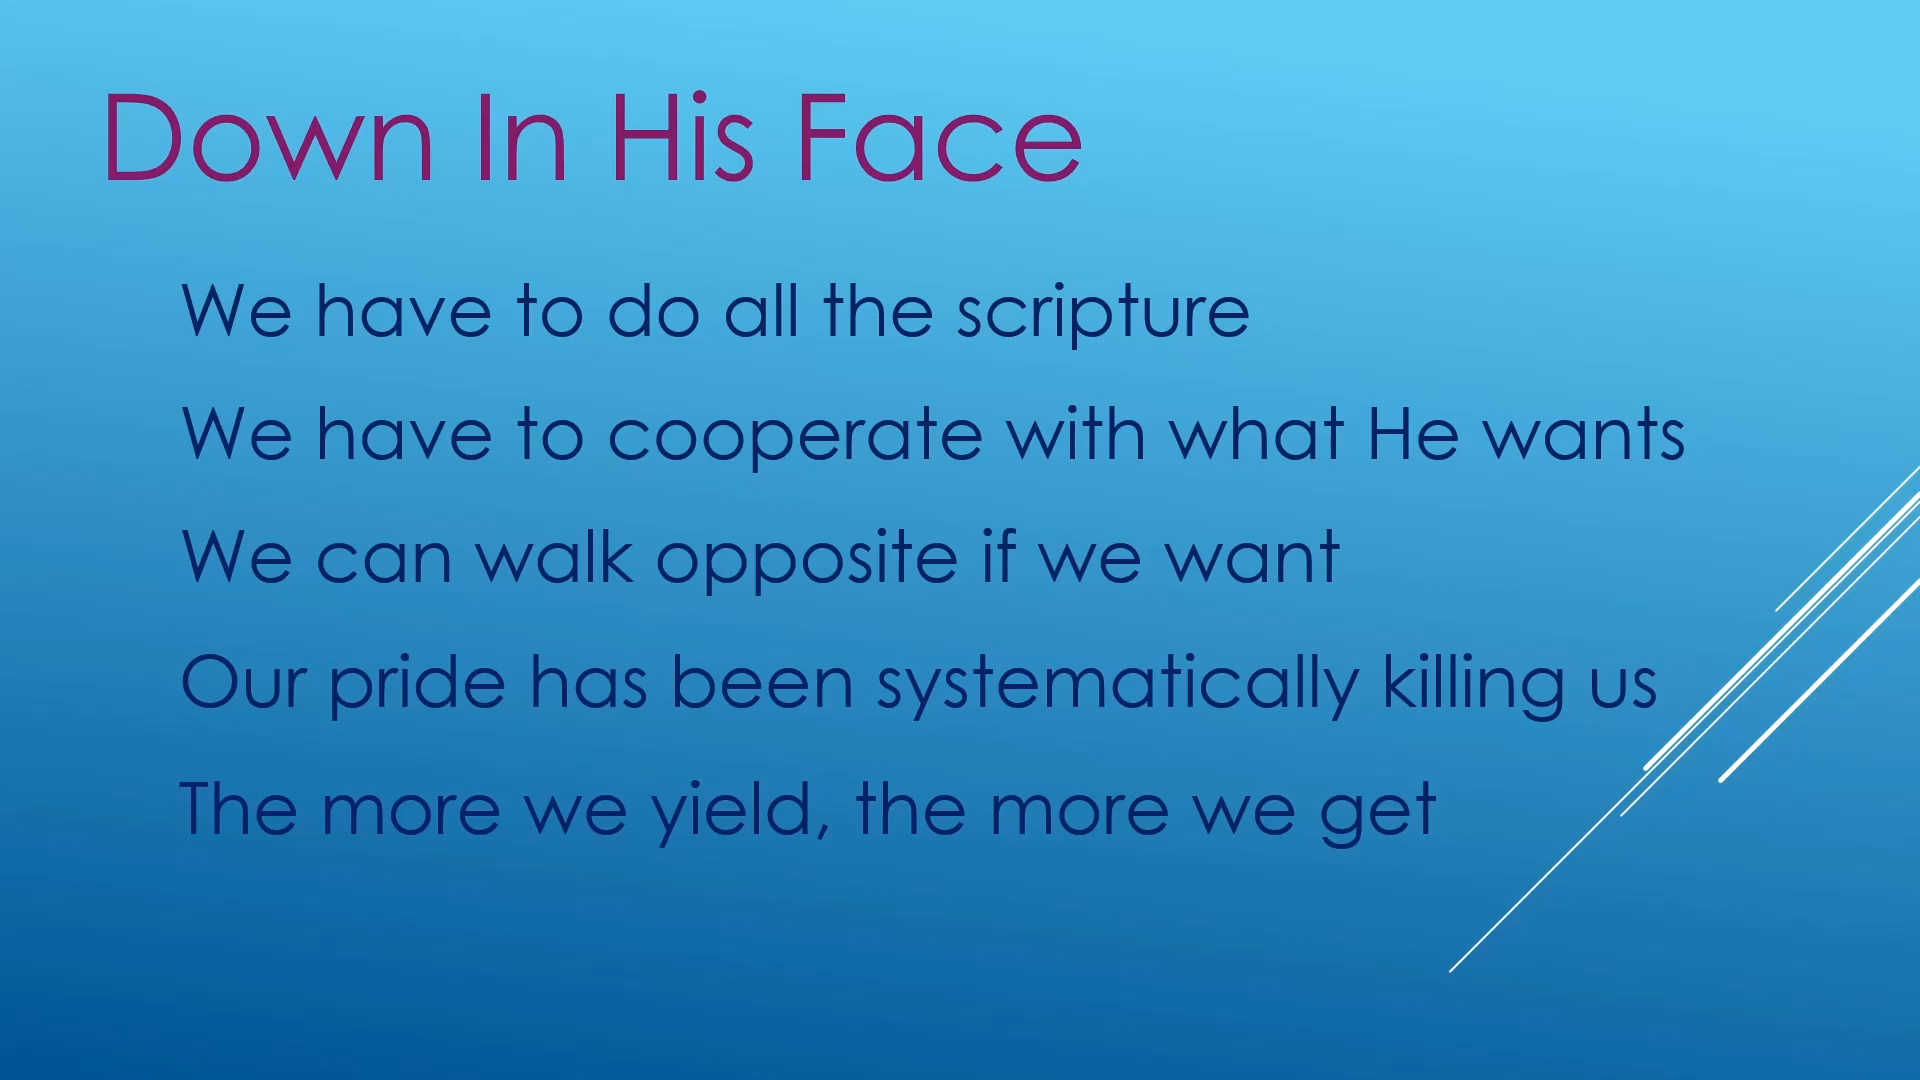 Down In His Face
We have to do all the scripture
We have to cooperate with what He wants
We can walk opposite if we want
Our pride has been systematically killing us
The more we yield, the more we get